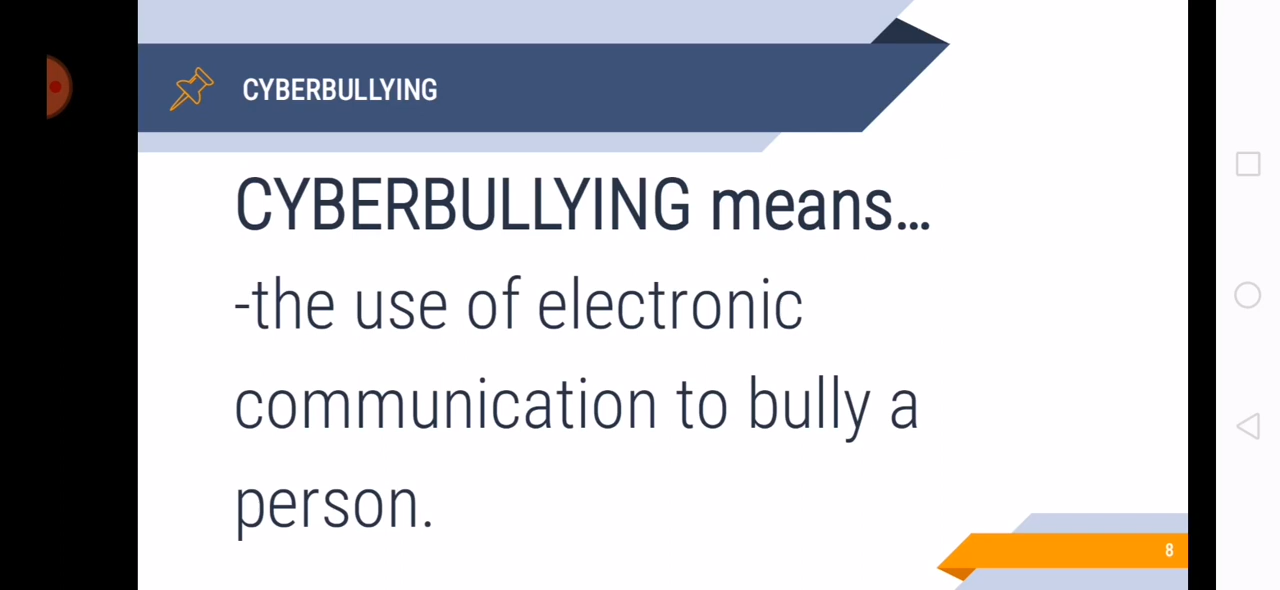 CYBERBULLYING
CYBERBULLYING means...
-the use of electronic
communication to bully a
person.
8